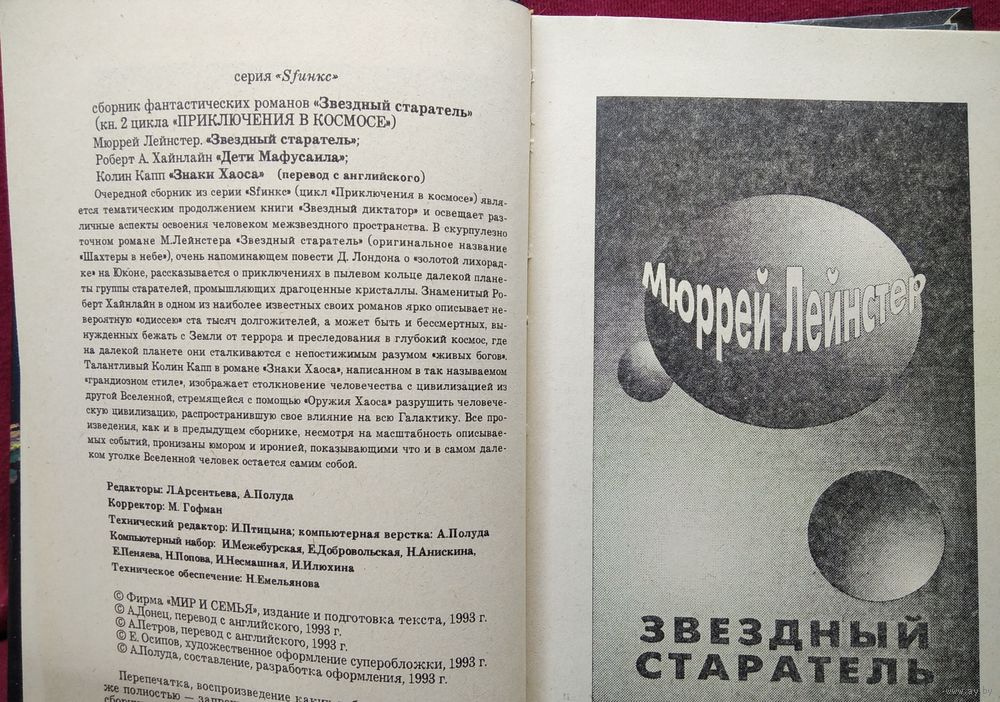 серия «Sfинкс»
сборник фантастических романов «Звездный старатель»
(кн. 2 цикла «ПРИКЛЮЧЕНИЯ В КОСМОСЕ»)
Мюррей Лейнстер. «Звездный старатель»;
Роберт А. Хайнлайн «Дети Мафусаила»;
Колин Капп «Знаки Хаоса» (перевод с английского)
Очередной сборник из серии «Sfинкс» (цикл «Приключения в космосе») явля-
ется тематическим продолжением книги «Звездный диктатор» и освещает раз-
личные аспекты освоения человеком межзвездного пространства. В скурпулезно
точном романе М.Лейнстера «Звездный старатель» (оригинальное название
«Шахтеры в небе»), очень напоминающем повести Д. Лондона о «золотой лихорад-
ке» на Юконе, рассказывается о приключениях в пылевом кольце далекой плане-
ты группы старателей, промышляющих драгоценные кристаллы. Знаменитый Ро-
берт Хайнлайн в одном из наиболее известных своих романов ярко описывает не-
вероятную «одиссею» ста тысяч долгожителей, а может быть и бессмертных, вы-
нужденных бежать с Земли от террора и преследования в глубокий космос, где
на далекой планете они сталкиваются с непостижимым разумом «живых богов».
Талантливый Колин Капп в романе «Знаки Хаоса», написанном в так называемом
«грандиозном стиле», изображает столкновение человечества с цивилизацией из
другой Вселенной, стремящейся с помощью «Оружия Хаоса» разрушить человече-
скую цивилизацию, распространившую свое влияние на всю Галактику. Все про-
изведения, как и в предыдущем сборнике, несмотря на масштабность описывае-
мых событий, пронизаны юмором и иронией, показывающими что и в самом дале-
ком уголке Вселенной человек остается самим собой.
Редакторы: Л.Арсентьева, А.Полуда
Корректор: М. Гофман
Технический редактор: И.Птицына; компьютерная верстка: А.Полуда
Компьютерный набор: И.Межебурская, Е.Добровольская, Н.Анискина,
Е.Пеняева, Н.Попова, И.Несмашная, И.Илюхина
Техническое обеспечение: Н.Емельянова
© Фирма «МИР И СЕМЬЯ», издание и подготовка текста, 1993 г.
© А.Донец, перевод с английского, 1993 г.
© А.Петров, перевод с английского, 1993 г.
© Е. Осипов, художественное оформление суперобложки, 1993 г.
© А.Полуда, составление, разработка оформления, 1993 г.
Перепечатка, воспроизведение
же полностью —
Мюррей Лейнстер
ЗВЕЗДНЫЙ
СТАРАТЕЛЬ
www.ay.by